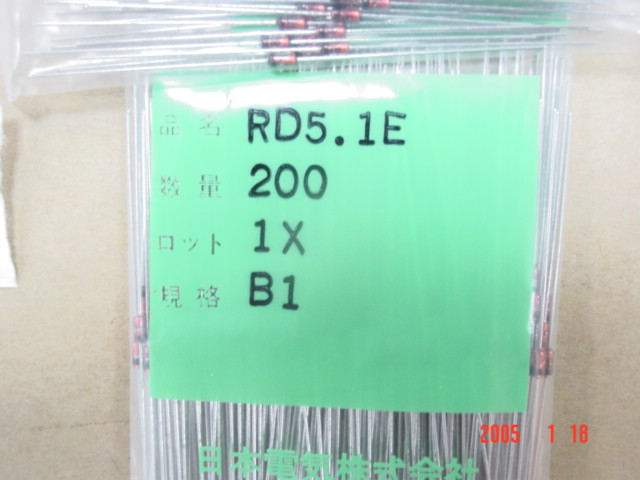 品名 RD5.1E
数量 200
ロット 1X
規格 B1
日本電気株式会社
2005 1 18